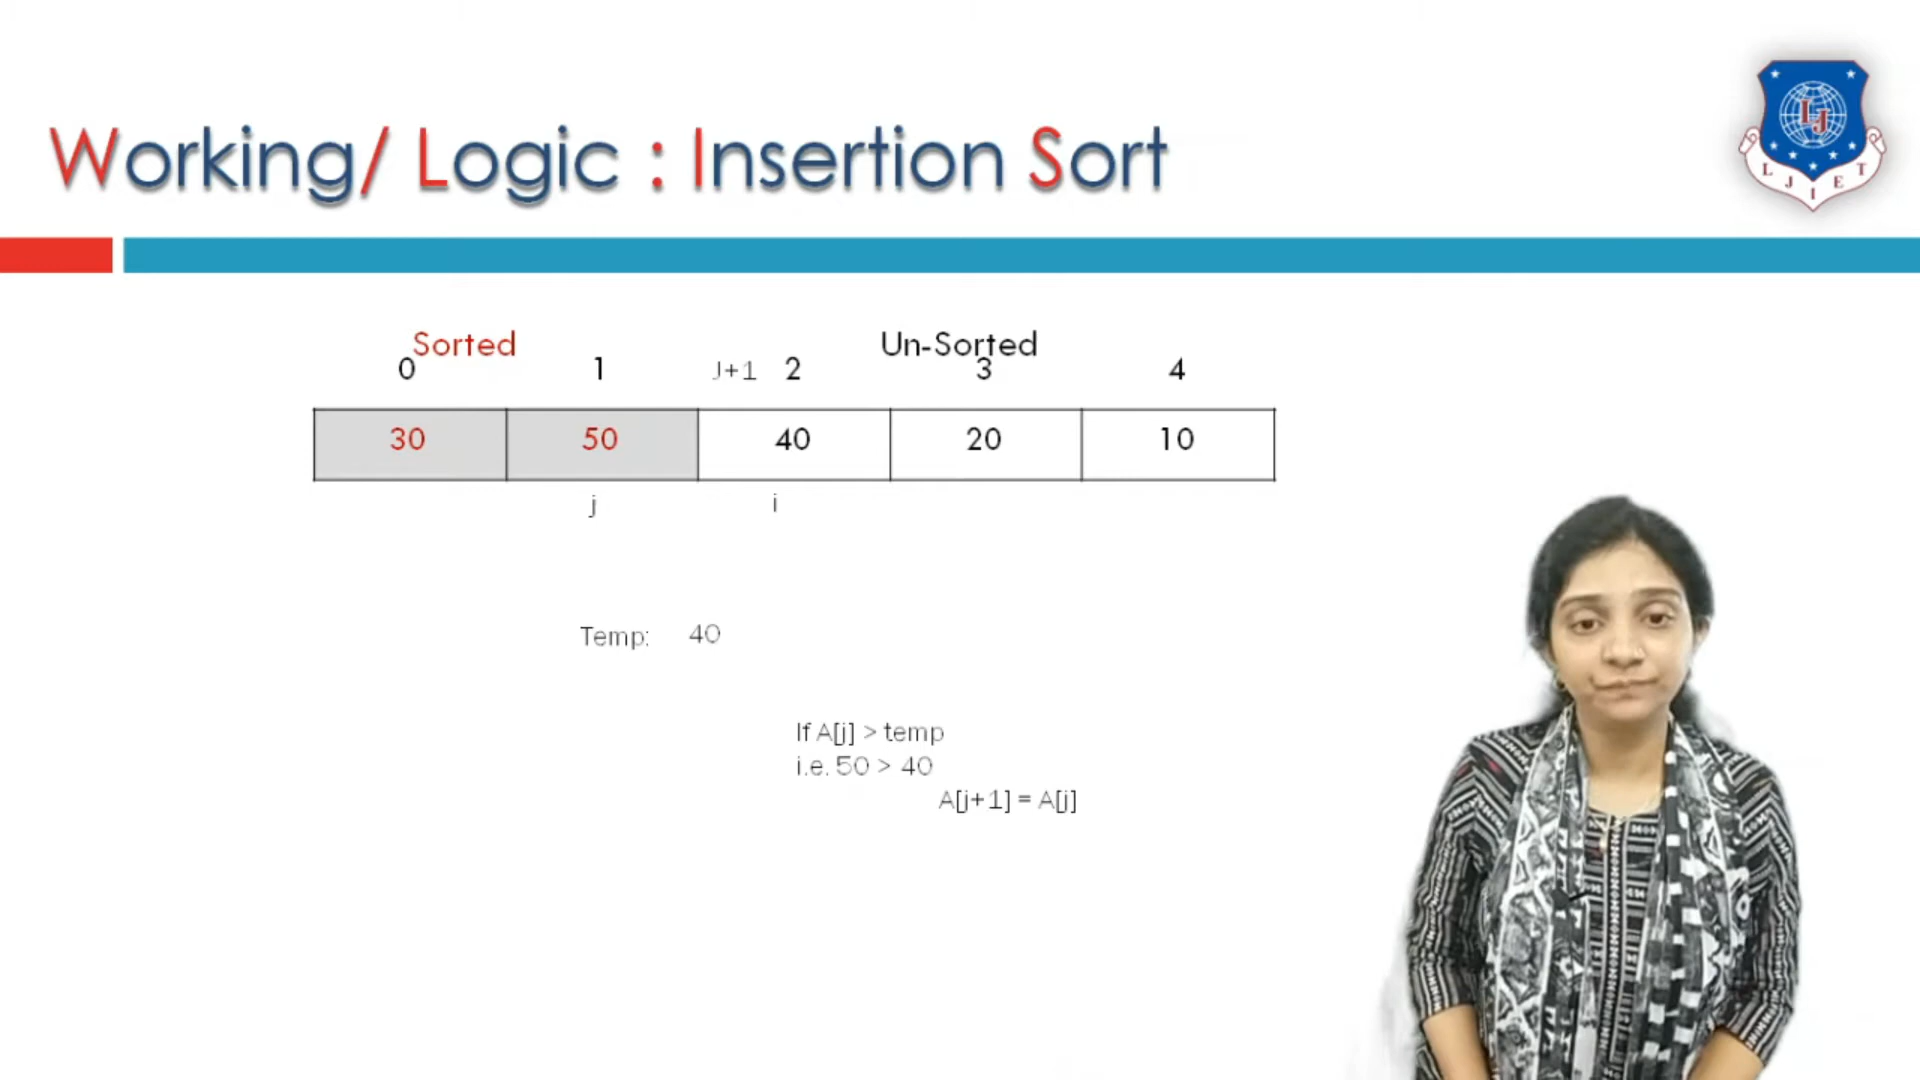 Working/ Logic : Insertion Sort
LJ
L J I E T
Sorted Un-Sorted
0 1 J+1 2 3 4
30 50 40 20 10
j i
Temp: 40
If A[j] > temp
i.e. 50 > 40
A[j+1] = A[j]